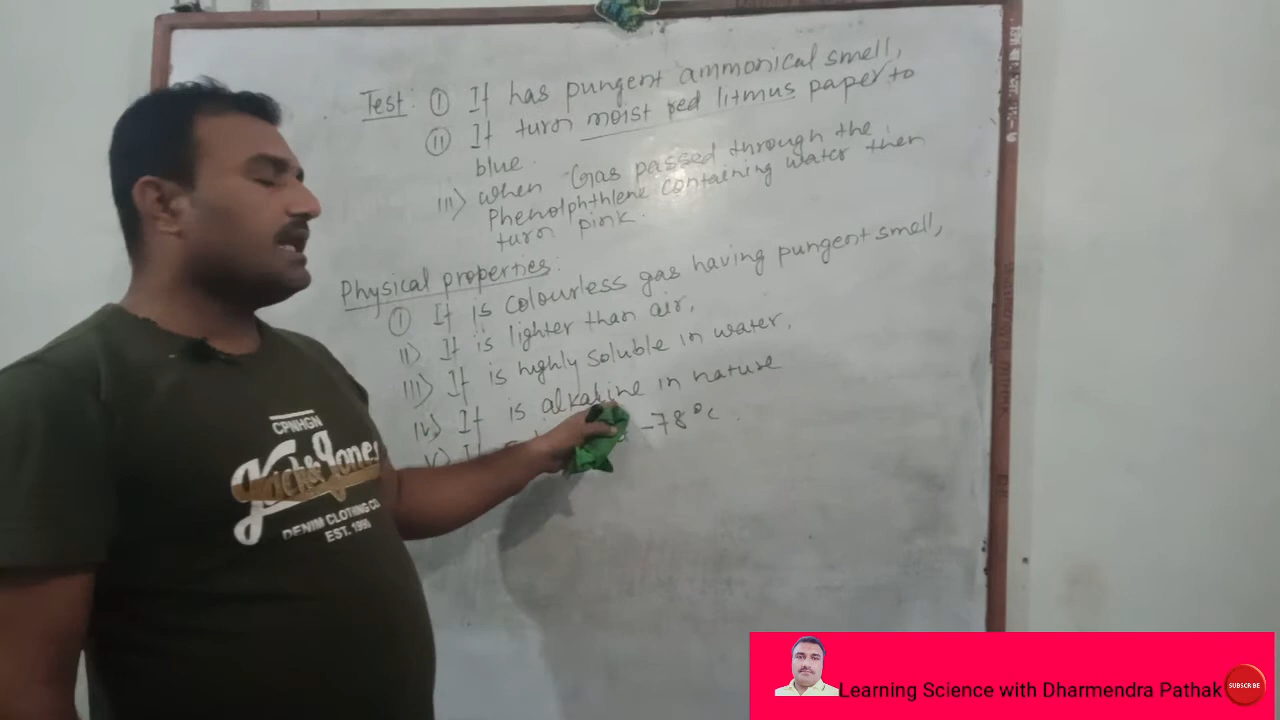 Test: (i) It has pungent ammonical smell,
(ii) It turn moist red litmus paper to
blue.
iii) When Gas passed through the
Phenolphthlene containing water then
turn pink.
Physical properties:
(i) It is colourless gas having pungent smell,
ii) It is lighter than air,
iii) It is highly soluble in water,
iv) It is alkaline in nature
v) It -78°C
CPNHGN
Jack&Jones
DENIM CLOTHING CO
EST. 1990
Learning Science with Dharmendra Pathak
SUBSCRIBE